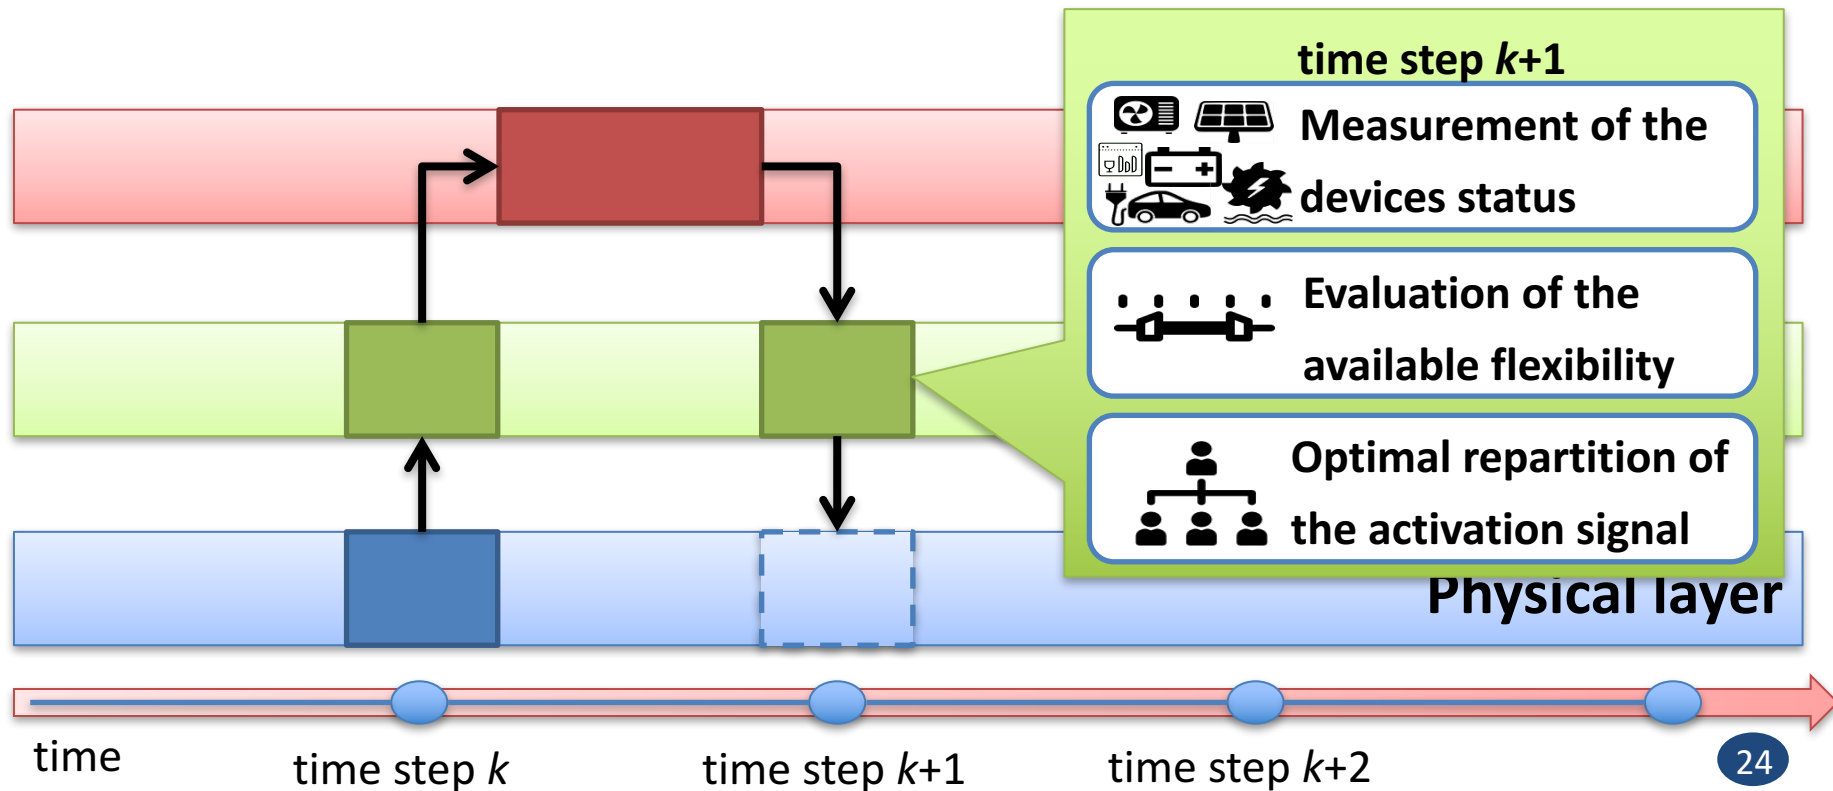 time step k+1
Measurement of the
devices status
Evaluation of the
available flexibility
Optimal repartition of
the activation signal
Physical layer
time
time step k
time step k+1
time step k+2
24